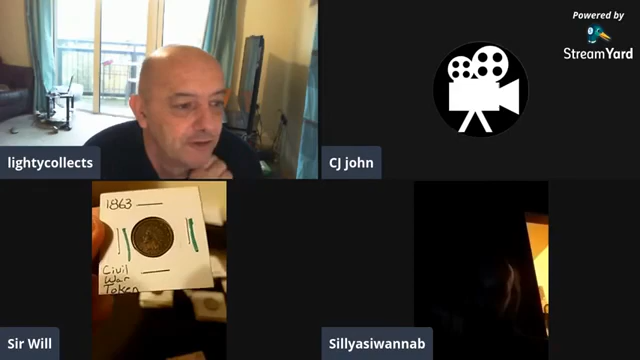 Powered by
StreamYard
lightycollects
CJ john
1863
Civil
War
Token
Sir Will
Sillyasiwannab